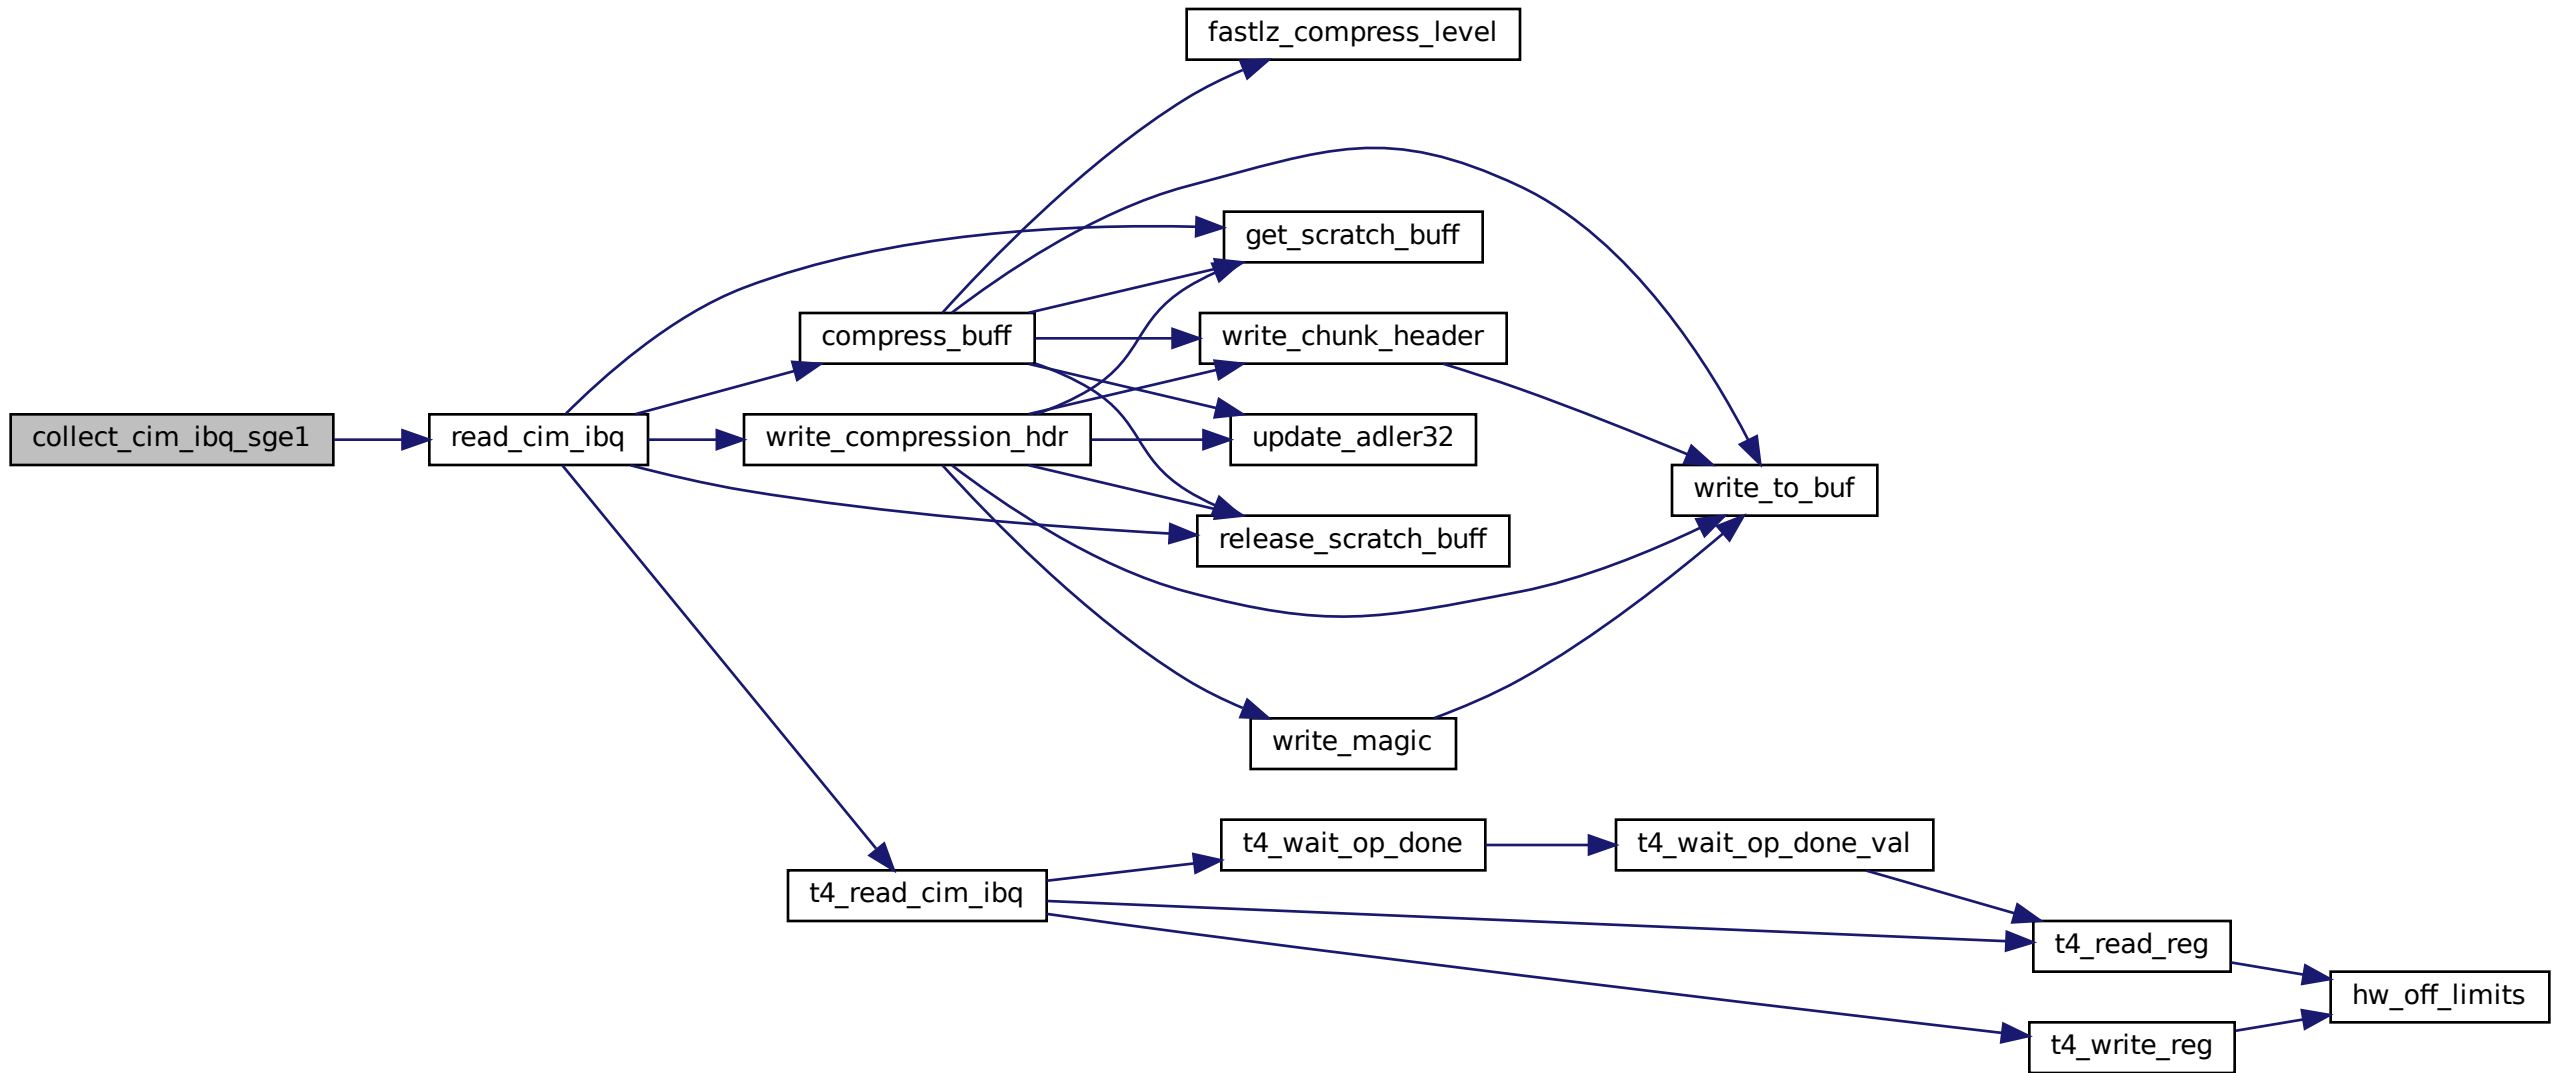 fastlz_compress_level
get_scratch_buff
compress_buff
write_chunk_header
collect_cim_ibq_sge1
read_cim_ibq
write_compression_hdr
update_adler32
write_to_buf
release_scratch_buff
write_magic
t4_wait_op_done
t4_wait_op_done_val
t4_read_cim_ibq
t4_read_reg
hw_off_limits
t4_write_reg